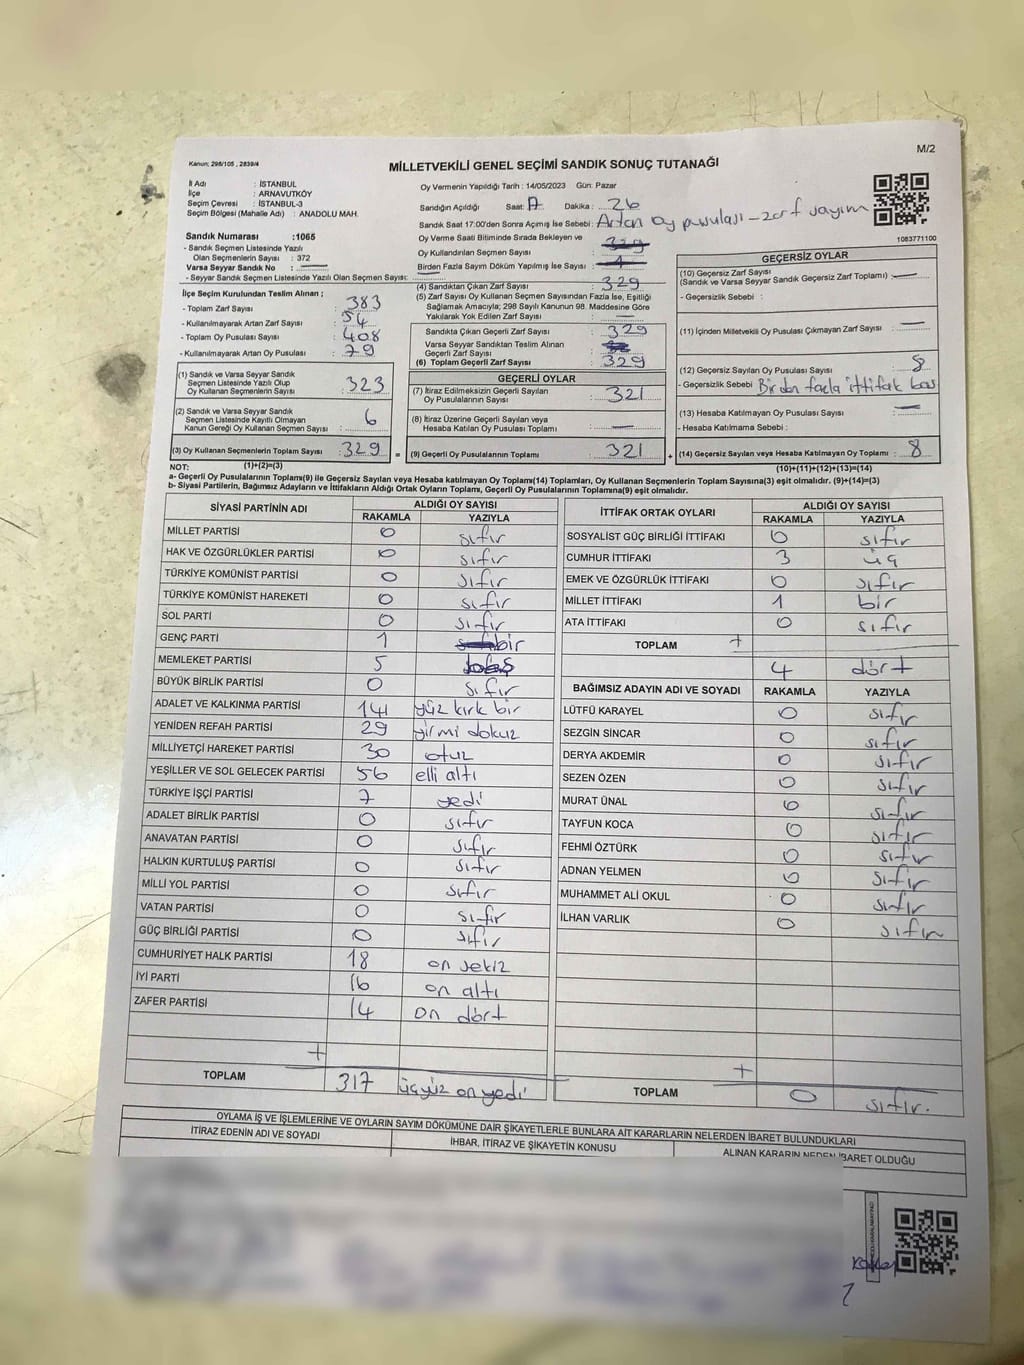 Kanun; 298/105 , 2839/4
M/2
MİLLETVEKİLİ GENEL SEÇİMİ SANDIK SONUÇ TUTANAĞI
İl Adı : İSTANBUL
İlçe : ARNAVUTKÖY
Seçim Çevresi : İSTANBUL-3
Seçim Bölgesi (Mahalle Adı) : ANADOLU MAH.
Oy Vermenin Yapıldığı Tarih : 14/05/2023 Gün: Pazar
Sandığın Açıldığı Saat: Dakika : 26
Sandık Saat 17:00'den Sonra Açımış İse Sebebi: Artan oy pusulası - zarf sayım
1083771100
Sandık Numarası :1065
- Sandık Seçmen Listesinde Yazılı
Olan Seçmenlerin Sayısı : 372
Varsa Seyyar Sandık No :
- Seyyar Sandık Seçmen Listesinde Yazılı Olan Seçmen Sayısı:
İlçe Seçim Kurulundan Teslim Alınan ;
- Toplam Zarf Sayısı : 383
- Kullanılmayarak Artan Zarf Sayısı : 54
- Toplam Oy Pusulası Sayısı : 408
- Kullanılmayarak Artan Oy Pusulası : 79
(1) Sandık ve Varsa Seyyar Sandık
Seçmen Listesinde Yazılı Olup
Oy Kullanan Seçmenlerin Sayısı : 323
(2) Sandık ve Varsa Seyyar Sandık
Seçmen Listesinde Kayıtlı Olmayan
Kanun Gereği Oy Kullanan Seçmen Sayısı : 6
(3) Oy Kullanan Seçmenlerin Toplam Sayısı : 329
Oy Verme Saati Bitiminde Sırada Bekleyen ve
Oy Kullandırılan Seçmen Sayısı :
Birden Fazla Sayım Döküm Yapılmış İse Sayısı :
(4) Sandıktan Çıkan Zarf Sayısı : 329
(5) Zarf Sayısı Oy Kullanan Seçmen Sayısından Fazla İse, Eşitliği
Sağlamak Amacıyla; 298 Sayılı Kanunun 98. Maddesine Göre
Yakılarak Yok Edilen Zarf Sayısı :
Sandıkta Çıkan Geçerli Zarf Sayısı : 329
Varsa Seyyar Sandıktan Teslim Alınan
Geçerli Zarf Sayısı :
(6) Toplam Geçerli Zarf Sayısı : 329
GEÇERLİ OYLAR
(7) İtiraz Edilmeksizin Geçerli Sayılan
Oy Pusulalarının Sayısı : 321
(8) İtiraz Üzerine Geçerli Sayılan veya
Hesaba Katılan Oy Pusulası Toplamı :
= (9) Geçerli Oy Pusulalarının Toplamı : 321 +
GEÇERSİZ OYLAR
(10) Geçersiz Zarf Sayısı
(Sandık ve Varsa Seyyar Sandık Geçersiz Zarf Toplamı) :
- Geçersizlik Sebebi :
(11) İçinden Milletvekili Oy Pusulası Çıkmayan Zarf Sayısı :
(12) Geçersiz Sayılan Oy Pusulası Sayısı : 8
- Geçersizlik Sebebi : Birden fazla ittifak bas
(13) Hesaba Katılmayan Oy Pusulası Sayısı :
- Hesaba Katılmama Sebebi :
(14) Geçersiz Sayılan veya Hesaba Katılmayan Oy Toplamı : 8
NOT: (1)+(2)=(3)
(10)+(11)+(12)+(13)=(14)
a- Geçerli Oy Pusulalarının Toplamı(9) ile Geçersiz Sayılan veya Hesaba katılmayan Oy Toplamı(14) Toplamları, Oy Kullanan Seçmenlerin Toplam Sayısına(3) eşit olmalıdır. (9)+(14)=(3)
b- Siyasi Partilerin, Bağımsız Adayların ve İttifakların Aldığı Ortak Oyların Toplamı, Geçerli Oy Pusulalarının Toplamına(9) eşit olmalıdır.
SİYASİ PARTİNİN ADI ALDIĞI OY SAYISI
RAKAMLA YAZIYLA
MİLLET PARTİSİ 0 sıfır
HAK VE ÖZGÜRLÜKLER PARTİSİ 0 sıfır
TÜRKİYE KOMÜNİST PARTİSİ 0 sıfır
TÜRKİYE KOMÜNİST HAREKETİ 0 sıfır
SOL PARTİ 0 sıfır
GENÇ PARTİ 1 bir
MEMLEKET PARTİSİ 5 beş
BÜYÜK BİRLİK PARTİSİ 0 sıfır
ADALET VE KALKINMA PARTİSİ 141 yüz kırk bir
YENİDEN REFAH PARTİSİ 29 yirmi dokuz
MİLLİYETÇİ HAREKET PARTİSİ 30 otuz
YEŞİLLER VE SOL GELECEK PARTİSİ 56 elli altı
TÜRKİYE İŞÇİ PARTİSİ 7 yedi
ADALET BİRLİK PARTİSİ 0 sıfır
ANAVATAN PARTİSİ 0 sıfır
HALKIN KURTULUŞ PARTİSİ 0 sıfır
MİLLİ YOL PARTİSİ 0 sıfır
VATAN PARTİSİ 0 sıfır
GÜÇ BİRLİĞİ PARTİSİ 0 sıfır
CUMHURİYET HALK PARTİSİ 18 on sekiz
İYİ PARTİ 16 on altı
ZAFER PARTİSİ 14 on dört
+
TOPLAM 317 üçyüz on yedi
İTTİFAK ORTAK OYLARI ALDIĞI OY SAYISI
RAKAMLA YAZIYLA
SOSYALİST GÜÇ BİRLİĞİ İTTİFAKI 0 sıfır
CUMHUR İTTİFAKI 3 üç
EMEK VE ÖZGÜRLÜK İTTİFAKI 0 sıfır
MİLLET İTTİFAKI 1 bir
ATA İTTİFAKI 0 sıfır
TOPLAM +
4 dört
BAĞIMSIZ ADAYIN ADI VE SOYADI RAKAMLA YAZIYLA
LÜTFÜ KARAYEL 0 sıfır
SEZGİN SİNCAR 0 sıfır
DERYA AKDEMİR 0 sıfır
SEZEN ÖZEN 0 sıfır
MURAT ÜNAL 0 sıfır
TAYFUN KOCA 0 sıfır
FEHMİ ÖZTÜRK 0 sıfır
ADNAN YELMEN 0 sıfır
MUHAMMET ALİ OKUL 0 sıfır
İLHAN VARLIK 0 sıfır
+
TOPLAM 0 sıfır.
OYLAMA İŞ VE İŞLEMLERİNE VE OYLARIN SAYIM DÖKÜMÜNE DAİR ŞİKAYETLERLE BUNLARA AİT KARARLARIN NELERDEN İBARET BULUNDUKLARI
İTİRAZ EDENİN ADI VE SOYADI İHBAR, İTİRAZ VE ŞİKAYETİN KONUSU ALINAN KARARIN NEDEN İBARET OLDUĞU